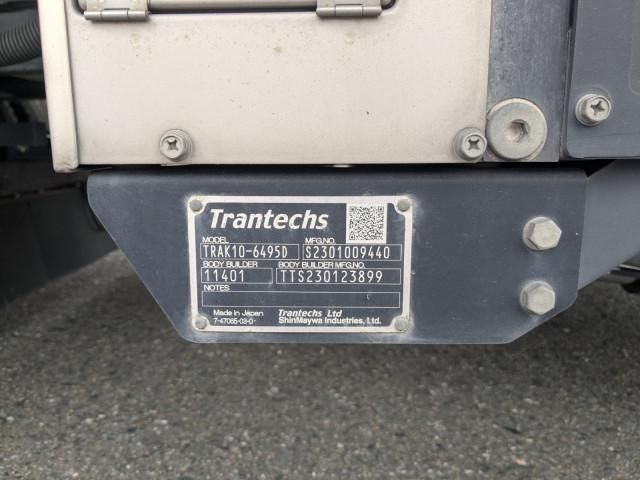 Trantechs
MODEL MFG.NO.
TRAK10-6495D S2301009440
BODY BUILDER BODY BUILDER MFG.NO.
11401 TTS230123899
NOTES
Made in Japan Trantechs Ltd
7-47065-03-0 ShinMaywa Industries, Ltd.